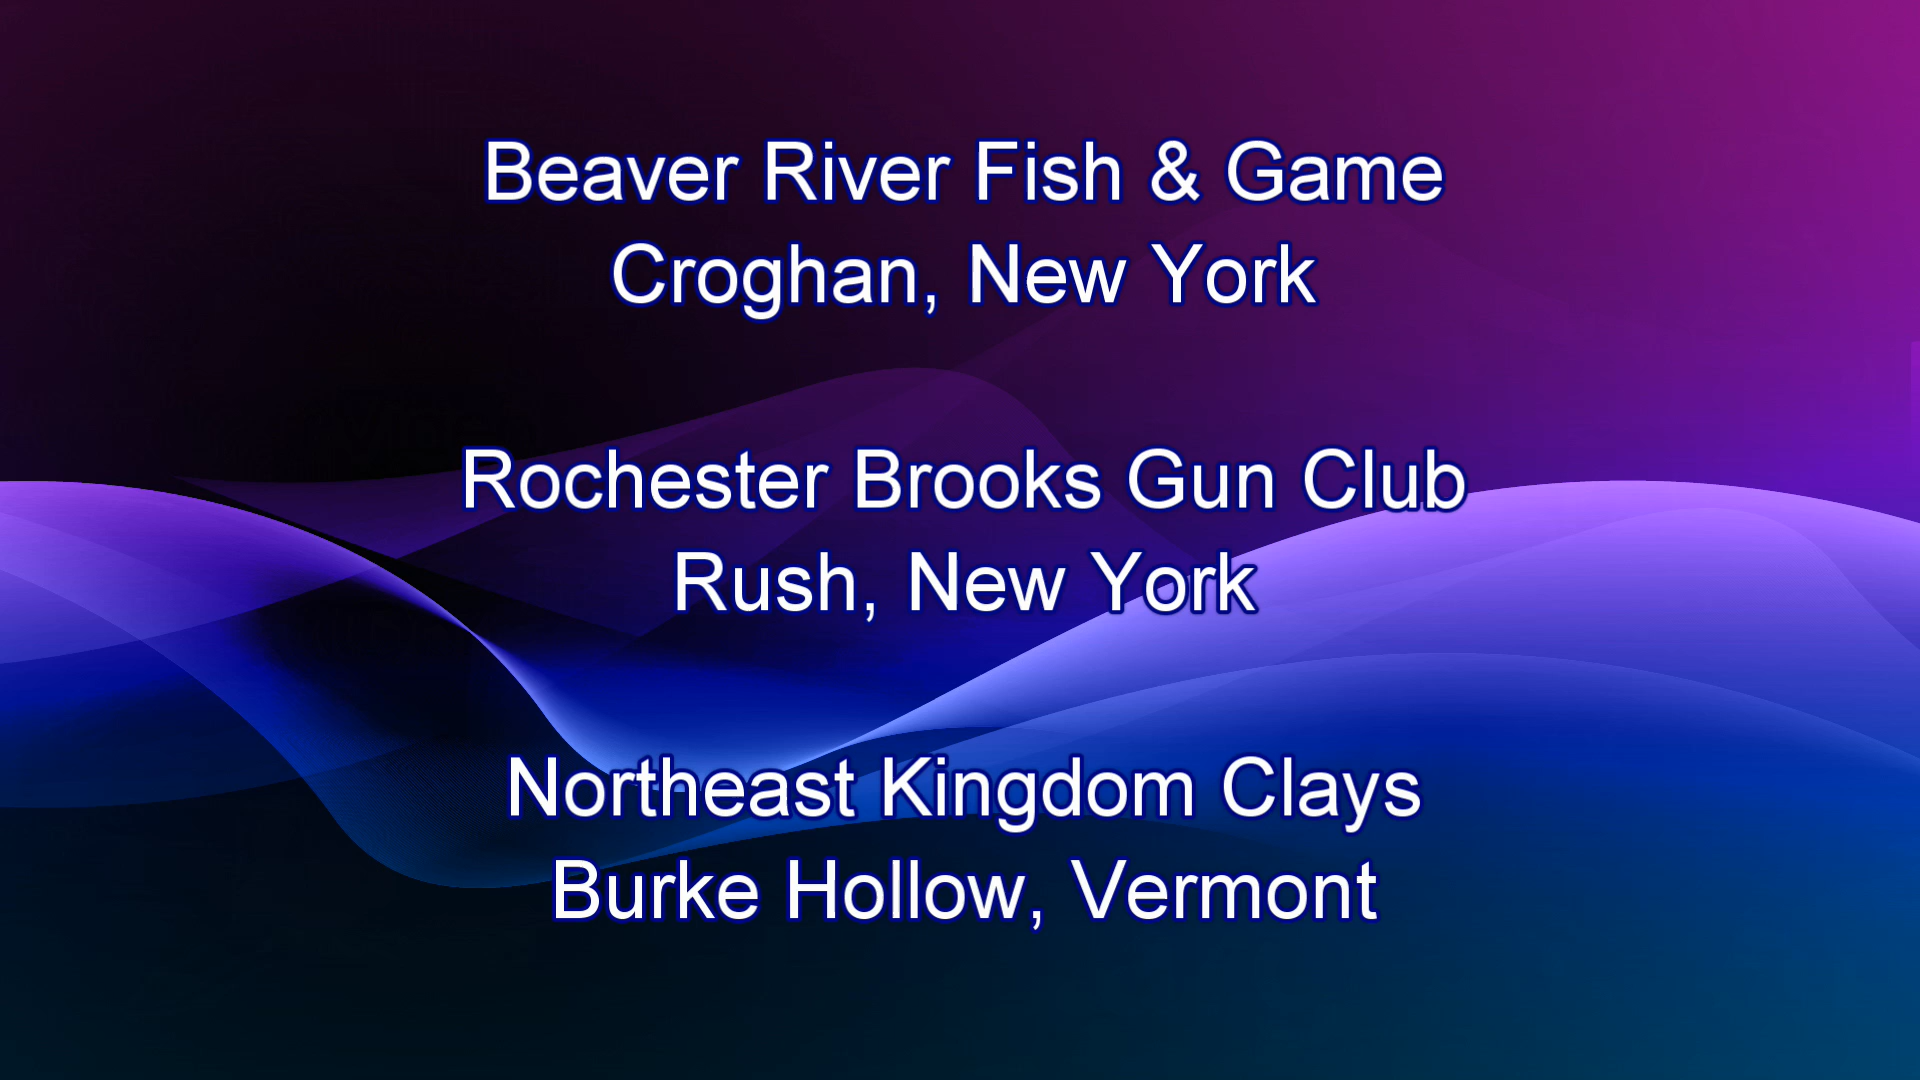 Beaver River Fish & Game
Croghan, New York
Rochester Brooks Gun Club
Rush, New York
Northeast Kingdom Clays
Burke Hollow, Vermont